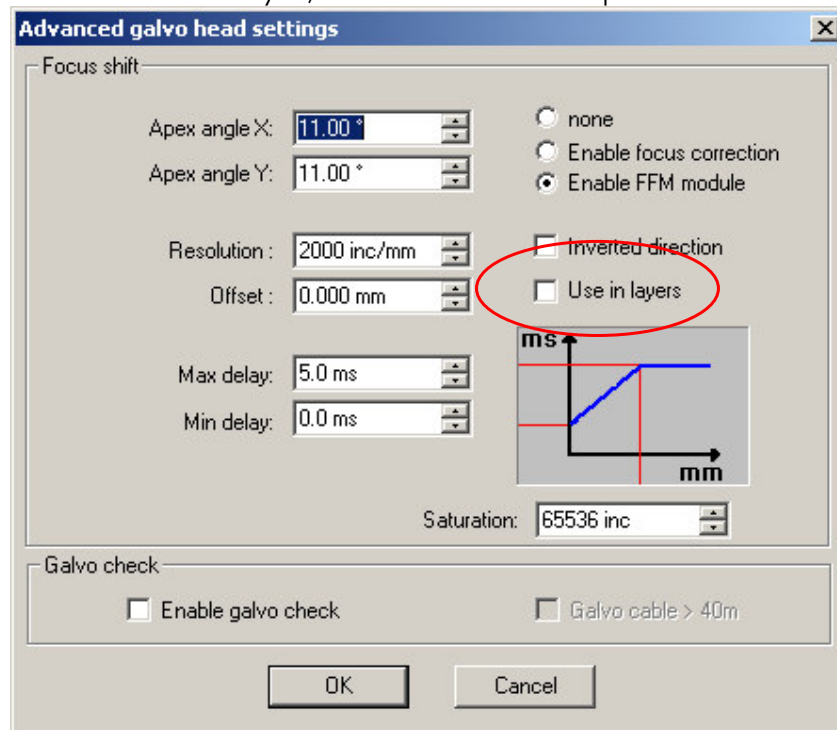 Advanced galvo head settings
Focus shift
Apex angle X: 11.00 °
none
Enable focus correction
Apex angle Y: 11.00 °
Enable FFM module
Resolution : 2000 inc/mm
Inverted direction
Offset : 0.000 mm
Use in layers
ms
Max delay: 5.0 ms
Min delay: 0.0 ms
mm
Saturation: 65536 inc
Galvo check
Enable galvo check
Galvo cable > 40m
OK
Cancel